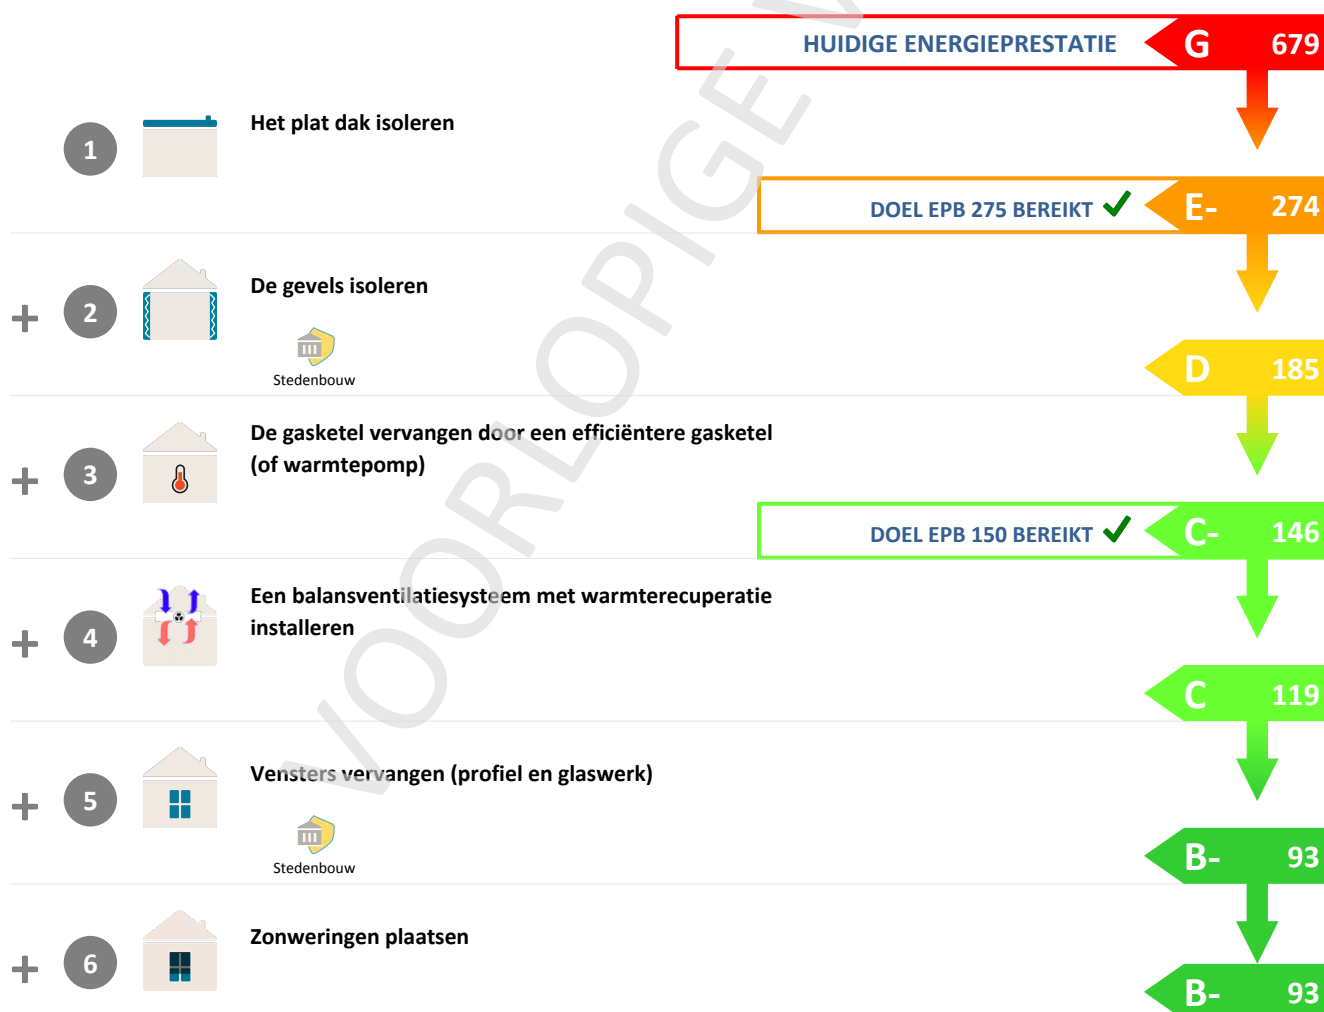 HUIDIGE ENERGIEPRESTATIE G 679
1 Het plat dak isoleren
DOEL EPB 275 BEREIKT E- 274
+ 2 De gevels isoleren
Stedenbouw
D 185
De gasketel vervangen door een efficiëntere gasketel
+ 3 (of warmtepomp)
DOEL EPB 150 BEREIKT C- 146
Een balansventilatiesysteem met warmterecuperatie
+ 4 installeren
C 119
+ 5 Vensters vervangen (profiel en glaswerk)
Stedenbouw
B- 93
+ 6 Zonweringen plaatsen
B- 93
VOORLOPIGE